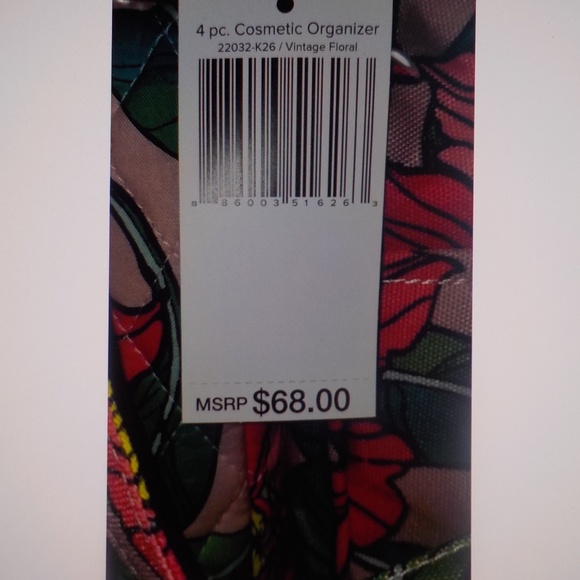 4 pc. Cosmetic Organizer
22032-K26 / Vintage Floral
8 86003 51626 3
MSRP $68.00